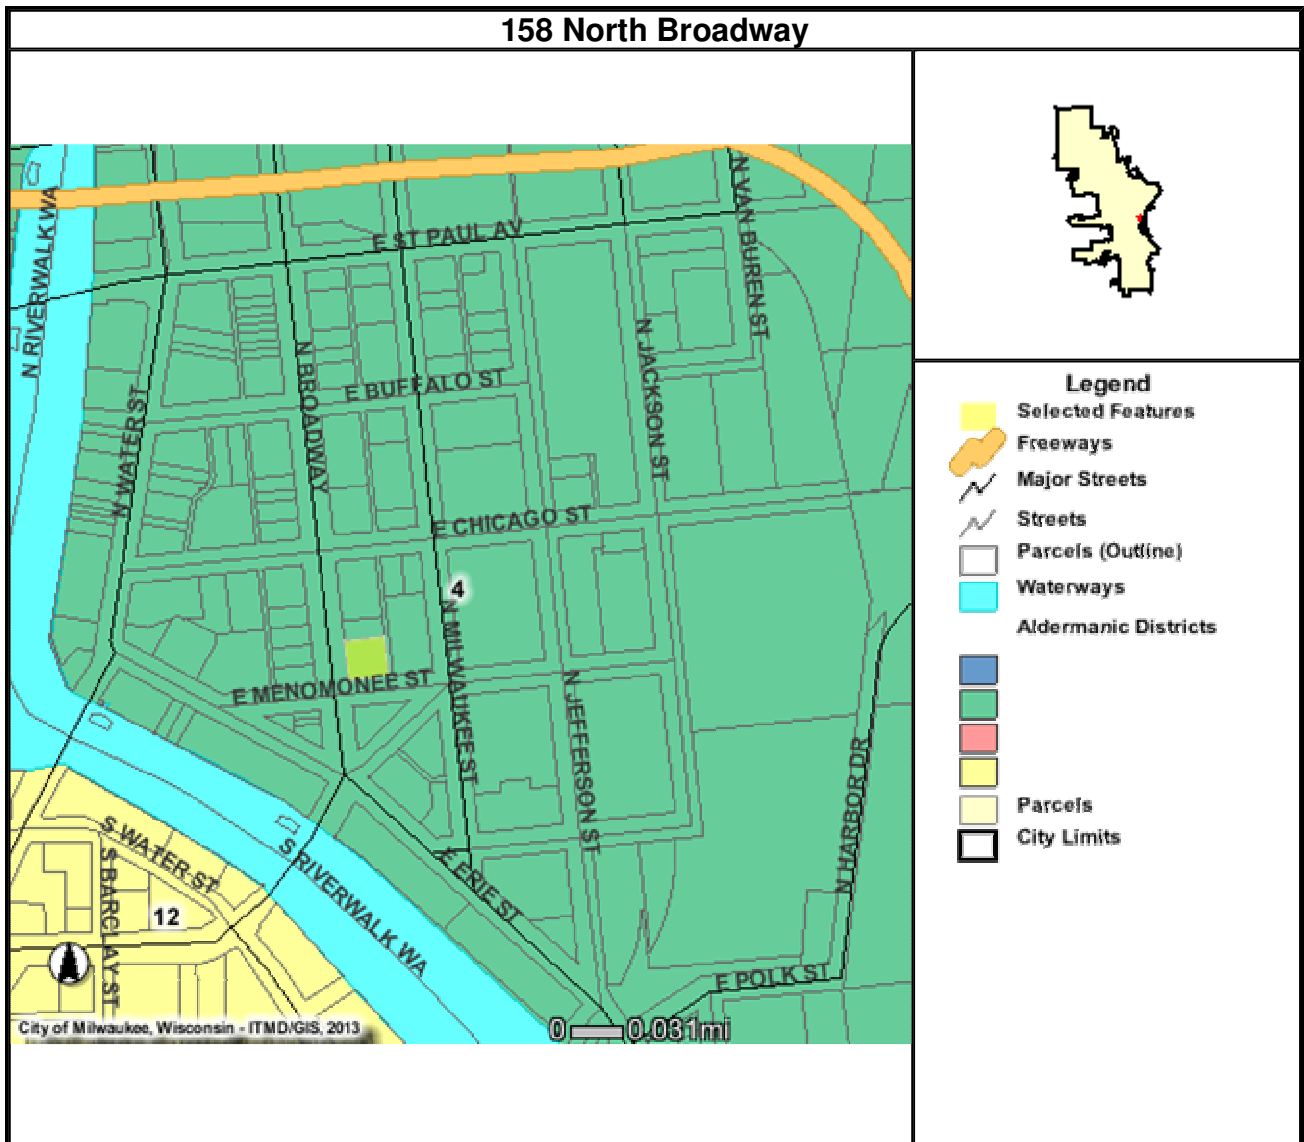 158 North Broadway
N RIVERWALK WA
E ST PAUL AV
N VAN BUREN ST
N BROADWAY
E BUFFALO ST
N JACKSON ST
N WATER ST
E CHICAGO ST
4
N MILWAUKEE ST
E MENOMONEE ST
N JEFFERSON ST
N HARBOR DR
S WATER ST
S BARCLAY ST
S RIVERWALK WA
E ERIE ST
12
E POLK ST
City of Milwaukee, Wisconsin - ITMD/GIS, 2013
0 0.031mi
Legend
Selected Features
Freeways
Major Streets
Streets
Parcels (Outline)
Waterways
Aldermanic Districts
Parcels
City Limits